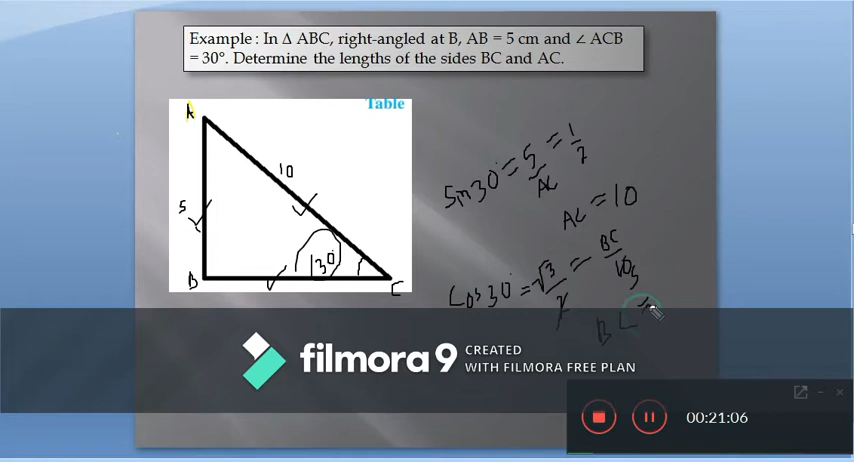 Example : In Δ ABC, right-angled at B, AB = 5 cm and ∠ ACB
= 30°. Determine the lengths of the sides BC and AC.
Table
A
10
5
30°
B
C
Sin30° = 5/AC = 1/2
AC = 10
Cos30° = √3/2 = BC/10 5
BC =
filmora 9
CREATED
WITH FILMORA FREE PLAN
00:21:06